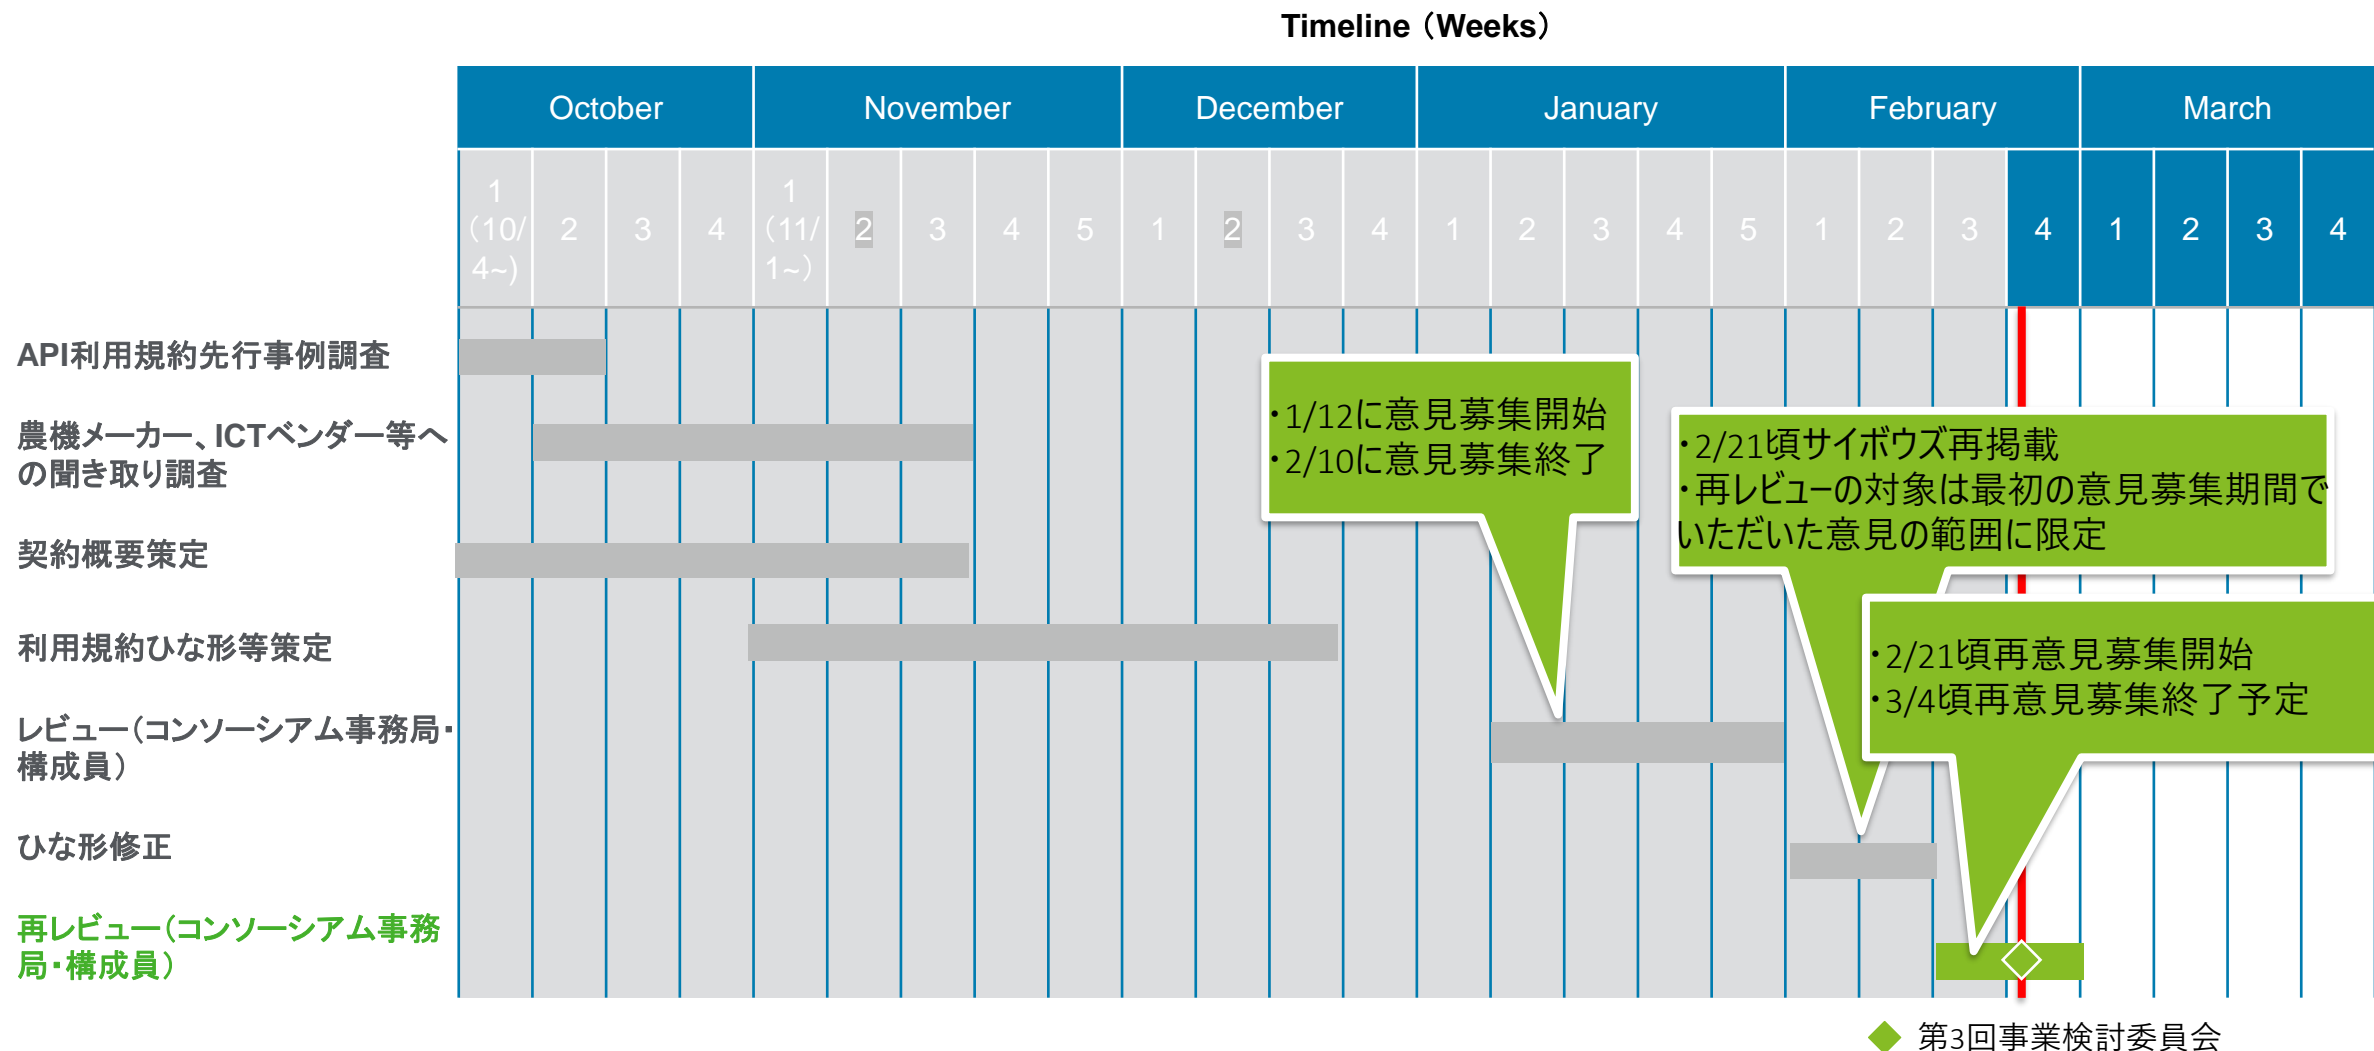 Timeline（Weeks）
October November December January February March
1 2 3 4 1 2 3 4 5 1 2 3 4 1 2 3 4 5 1 2 3 4 1 2 3 4
（10/ （11/
4~） 1~）
API利用規約先行事例調査
農機メーカー、ICTベンダー等へ
の聞き取り調査
契約概要策定
利用規約ひな形等策定
レビュー（コンソーシアム事務局・
構成員）
ひな形修正
再レビュー（コンソーシアム事務
局・構成員）
・1/12に意見募集開始
・2/10に意見募集終了
・2/21頃サイボウズ再掲載
・再レビューの対象は最初の意見募集期間で
いただいた意見の範囲に限定
・2/21頃再意見募集開始
・3/4頃再意見募集終了予定
第3回事業検討委員会